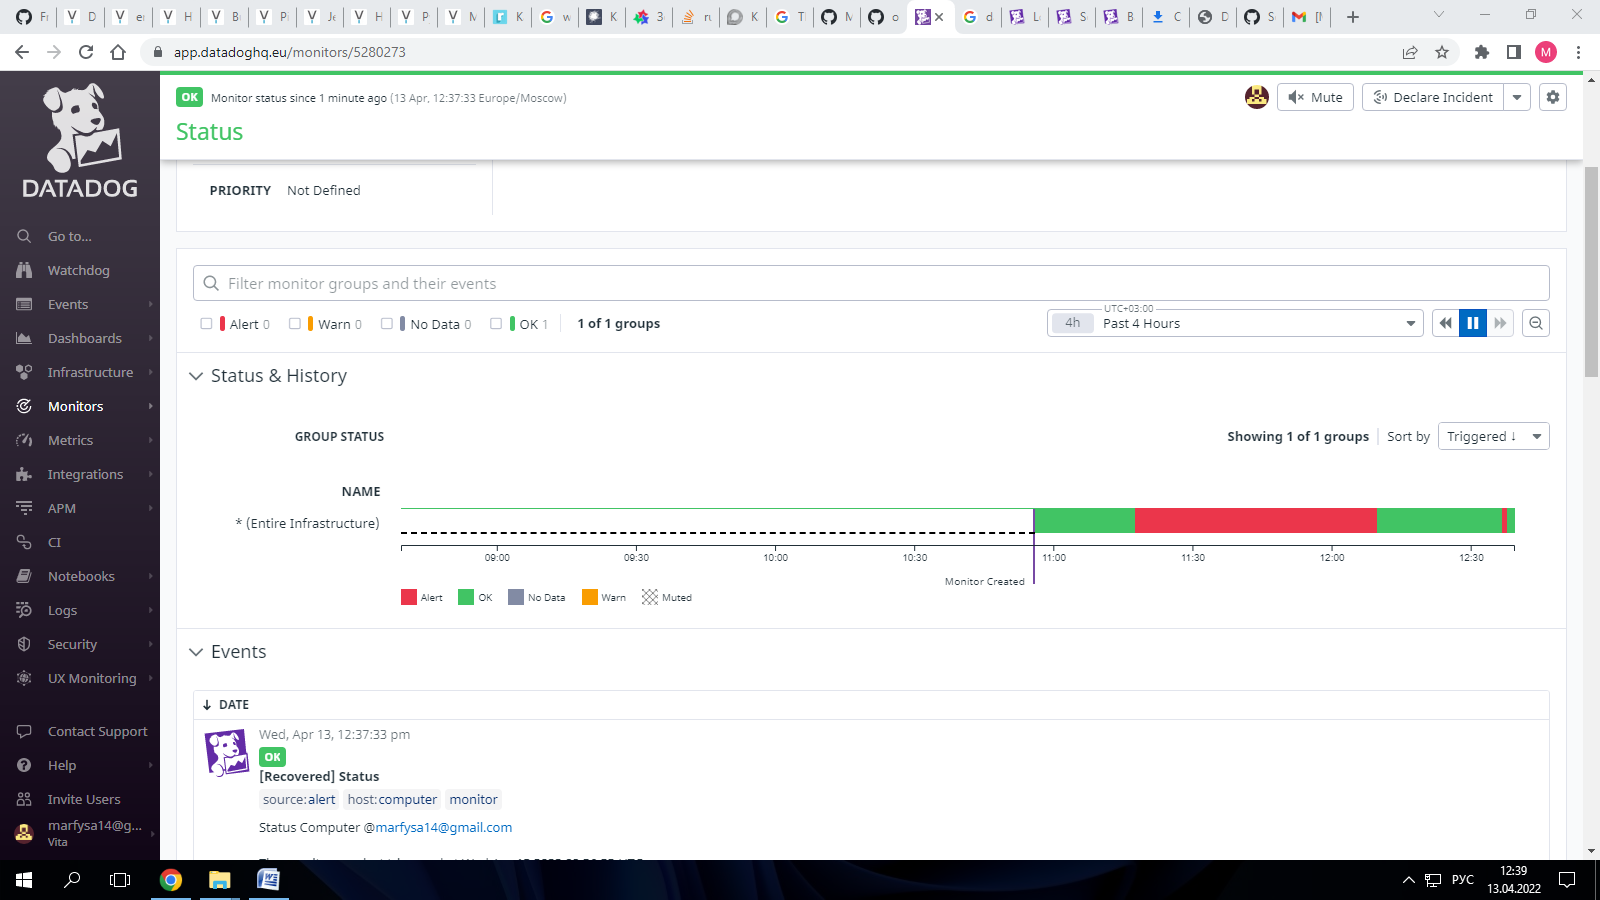 Fr
D
er
H
B
Pi
Je
H
P
M
K
w
K
3
ru
K
T
M
o
d
L
S
B
C
D
S
[
app.datadoghq.eu/monitors/5280273
M
DATADOG
Go to...
Watchdog
Events
Dashboards
Infrastructure
Monitors
Metrics
Integrations
APM
CI
Notebooks
Logs
Security
UX Monitoring
Contact Support
Help
Invite Users
marfysa14@g...
Vita
OK Monitor status since 1 minute ago (13 Apr, 12:37:33 Europe/Moscow)
Mute
Declare Incident
Status
PRIORITY Not Defined
Filter monitor groups and their events
Alert 0 Warn 0 No Data 0 OK 1 1 of 1 groups
UTC+03:00
4h Past 4 Hours
Status & History
GROUP STATUS
Showing 1 of 1 groups Sort by Triggered ↓
NAME
* (Entire Infrastructure)
09:00 09:30 10:00 10:30 11:00 11:30 12:00 12:30
Monitor Created
Alert OK No Data Warn Muted
Events
↓ DATE
Wed, Apr 13, 12:37:33 pm
OK
[Recovered] Status
source:alert host:computer monitor
Status Computer @marfysa14@gmail.com
РУС
12:39
13.04.2022